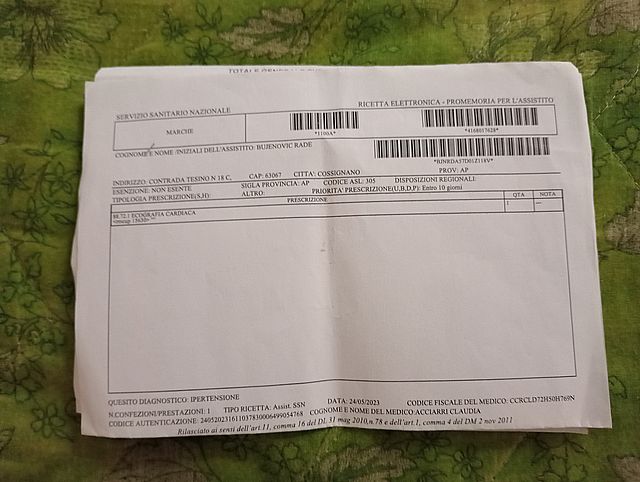 SERVIZIO SANITARIO NAZIONALE
RICETTA ELETTRONICA - PROMEMORIA PER L'ASSISTITO
MARCHE
*1100A*
*4168017628*
COGNOME E NOME /INIZIALI DELL'ASSISTITO: BUJENOVIC RADE
INDIRIZZO: CONTRADA TESINO N 18 C, CAP: 63067 CITTA': COSSIGNANO PROV: AP
ESENZIONE: NON ESENTE SIGLA PROVINCIA: AP CODICE ASL: 305 DISPOSIZIONI REGIONALI:
TIPOLOGIA PRESCRIZIONE(S,H): ALTRO: PRIORITA' PRESCRIZIONE(U,B,D,P): Entro 10 giorni
PRESCRIZIONE QTA NOTA
88.72.1 ECOGRAFIA CARDIACA 1 ---
QUESITO DIAGNOSTICO: IPERTENSIONE
N.CONFEZIONI/PRESTAZIONI: 1 TIPO RICETTA: Assist. SSN DATA: 24/05/2023 CODICE FISCALE DEL MEDICO: CCRCLD72H50H769N
CODICE AUTENTICAZIONE: 240520231611037830006499054768 COGNOME E NOME DEL MEDICO: ACCIARRI CLAUDIA
Rilasciato ai sensi dell'art.11, comma 16 del DL 31 mag 2010,n.78 e dell'art.1, comma 4 del DM 2 nov 2011